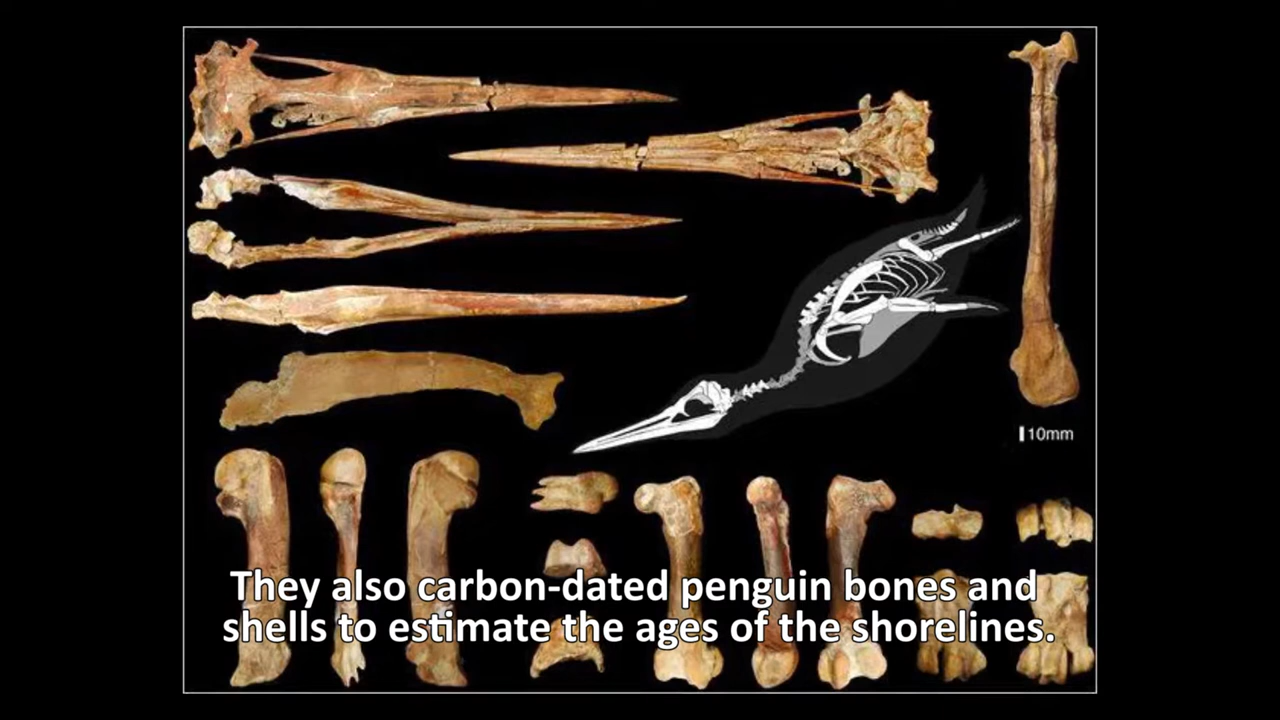 10mm
They also carbon-dated penguin bones and
shells to estimate the ages of the shorelines.